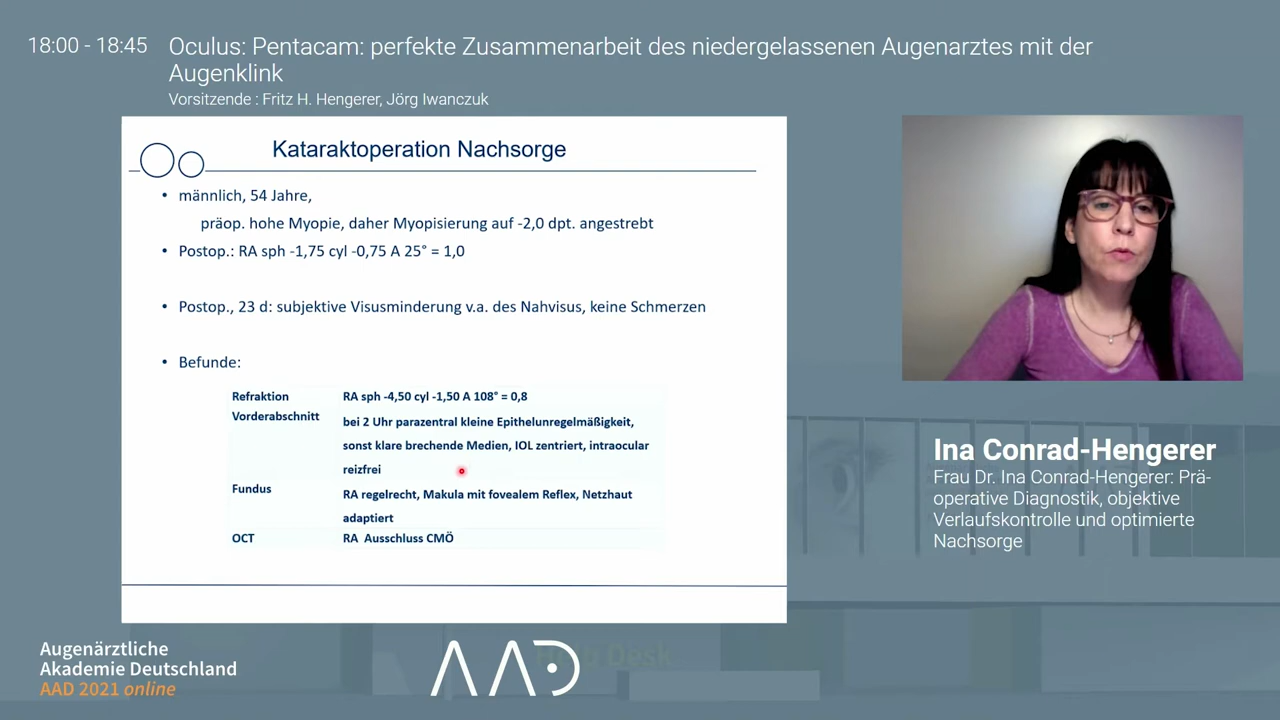 18:00 - 18:45
Oculus: Pentacam: perfekte Zusammenarbeit des niedergelassenen Augenarztes mit der
Augenklink
Vorsitzende : Fritz H. Hengerer, Jörg Iwanczuk
Kataraktoperation Nachsorge
• männlich, 54 Jahre,
präop. hohe Myopie, daher Myopisierung auf -2,0 dpt. angestrebt
• Postop.: RA sph -1,75 cyl -0,75 A 25° = 1,0
• Postop., 23 d: subjektive Visusminderung v.a. des Nahvisus, keine Schmerzen
• Befunde:
Refraktion RA sph -4,50 cyl -1,50 A 108° = 0,8
Vorderabschnitt bei 2 Uhr parazentral kleine Epithelunregelmäßigkeit,
sonst klare brechende Medien, IOL zentriert, intraocular
reizfrei
Fundus RA regelrecht, Makula mit fovealem Reflex, Netzhaut
adaptiert
OCT RA Ausschluss CMÖ
Ina Conrad-Hengerer
Frau Dr. Ina Conrad-Hengerer: Prä-
operative Diagnostik, objektive
Verlaufskontrolle und optimierte
Nachsorge
Augenärztliche
Akademie Deutschland
AAD 2021 online
AAD
Desk